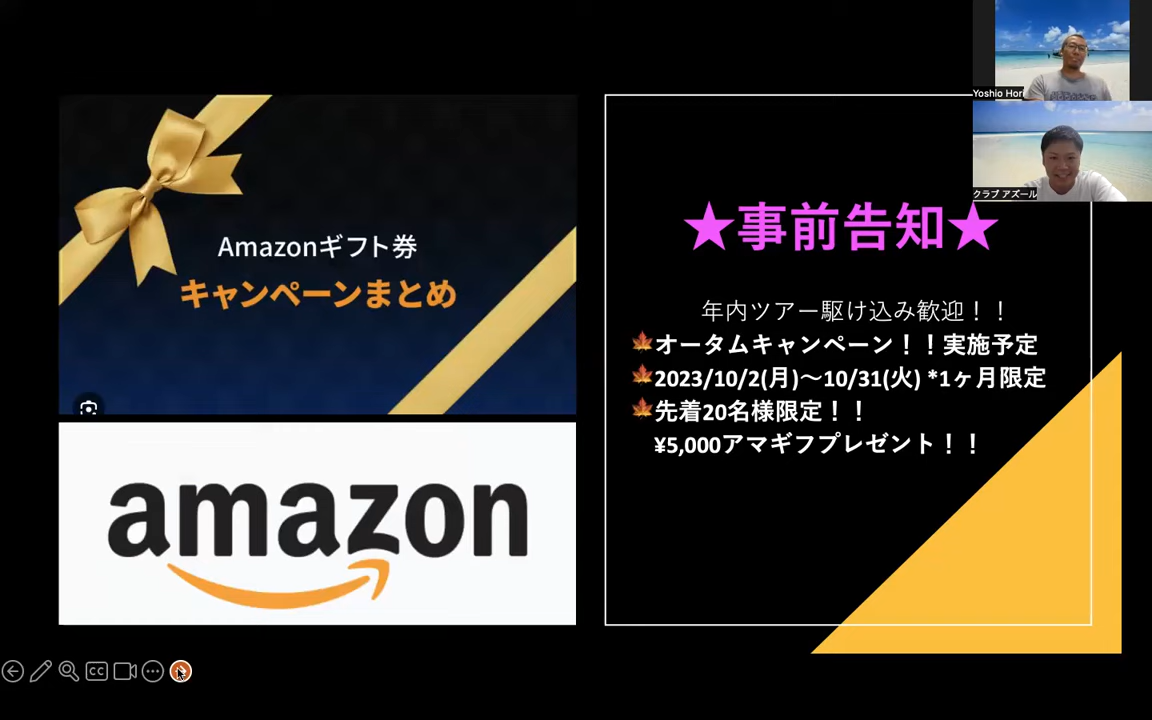 Amazonギフト券
キャンペーンまとめ
amazon
★事前告知★
年内ツアー駆け込み歓迎！！
🍁オータムキャンペーン！！実施予定
🍁2023/10/2(月)～10/31(火) *1ヶ月限定
🍁先着20名様限定！！
¥5,000アマギフプレゼント！！
Yoshio Hor
クラブ アズール
CC